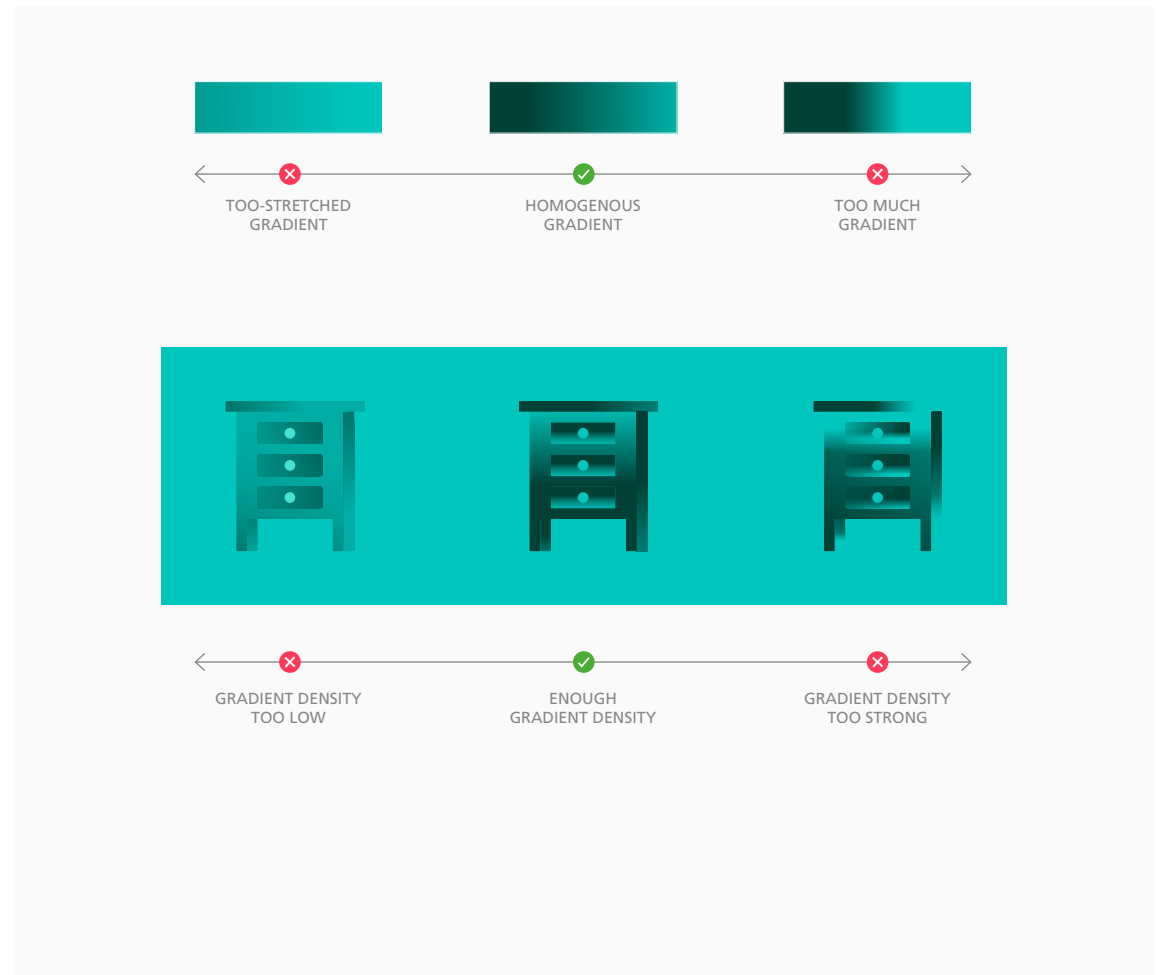 TOO-STRETCHED
GRADIENT
HOMOGENOUS
GRADIENT
TOO MUCH
GRADIENT
GRADIENT DENSITY
TOO LOW
ENOUGH
GRADIENT DENSITY
GRADIENT DENSITY
TOO STRONG